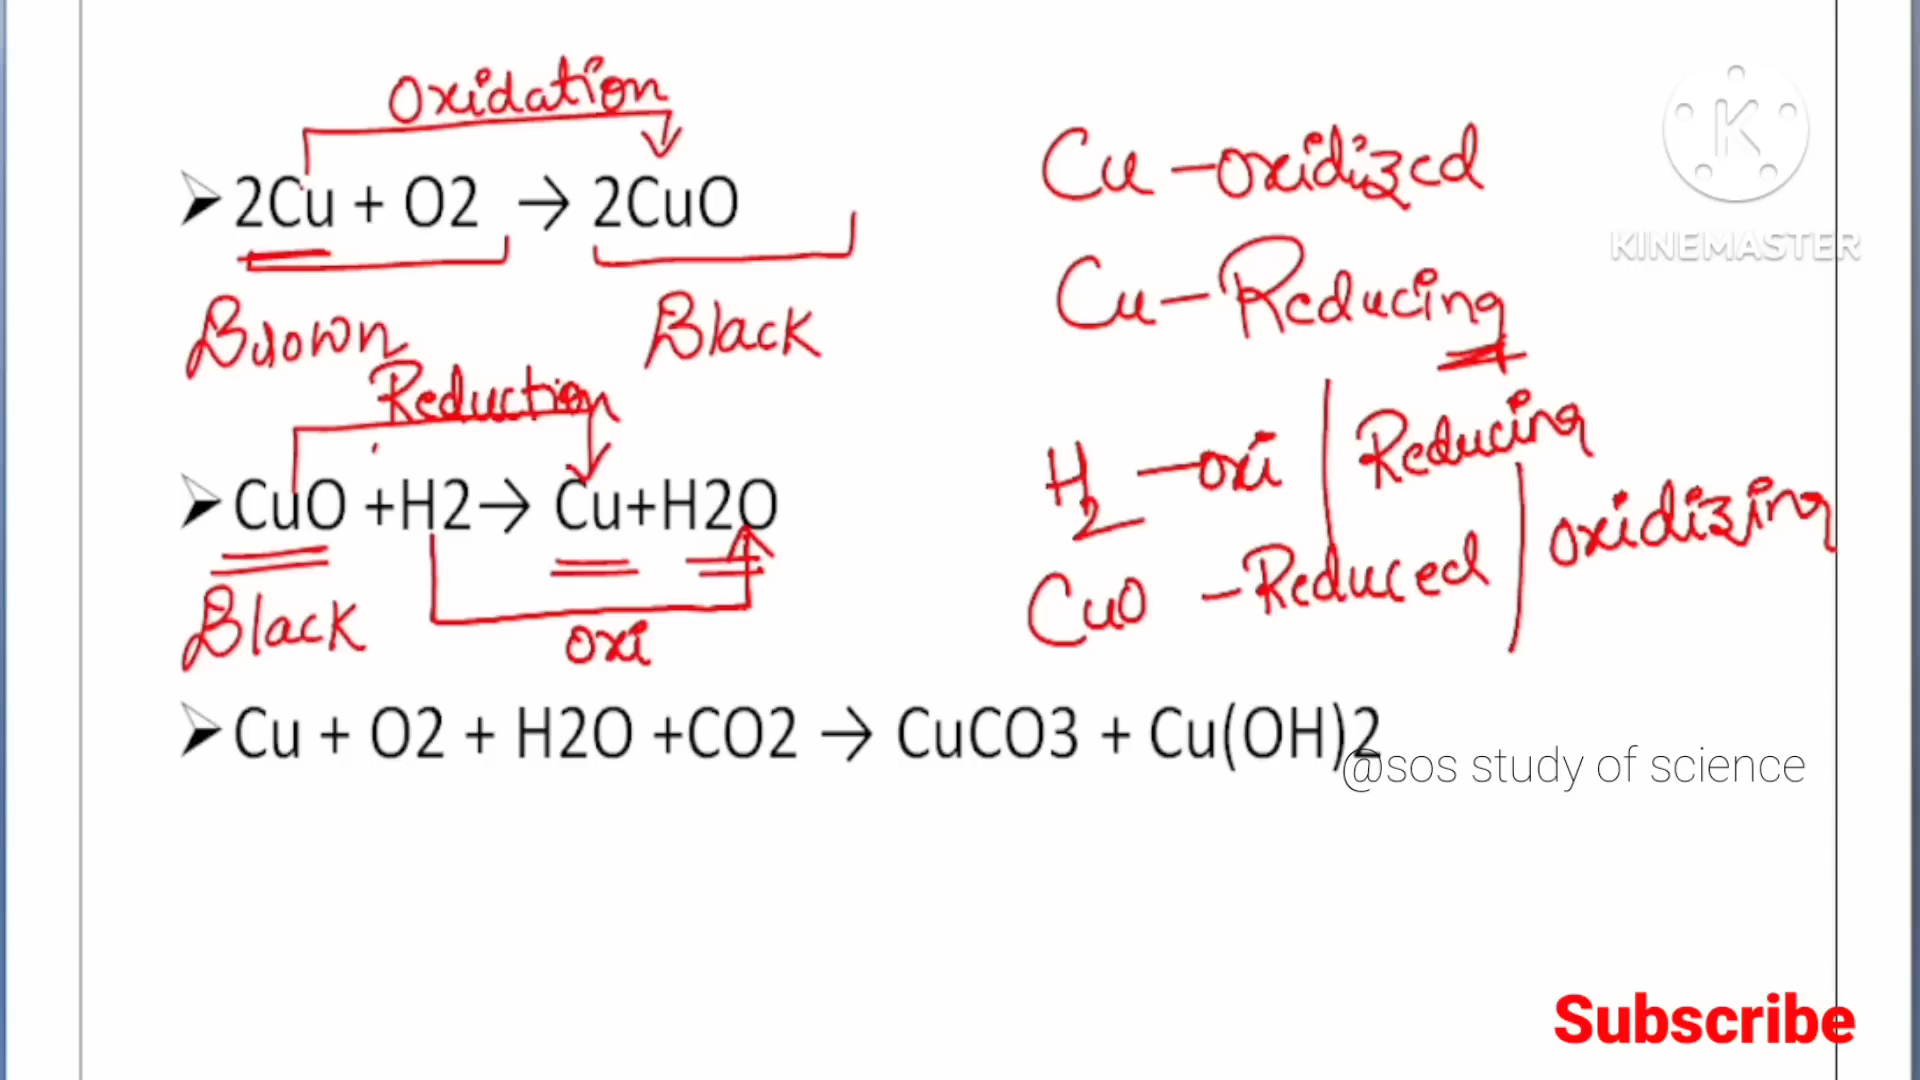 Oxidation
2Cu + O2 → 2CuO
Brown Black
Reduction
CuO +H2→ Cu+H2O
Black
oxi
Cu + O2 + H2O +CO2 → CuCO3 + Cu(OH)2
Cu - oxidized
Cu - Reducing
H2 - oxi | Reducing
CuO - Reduced | oxidizing
KINEMASTER
@sos study of science
Subscribe